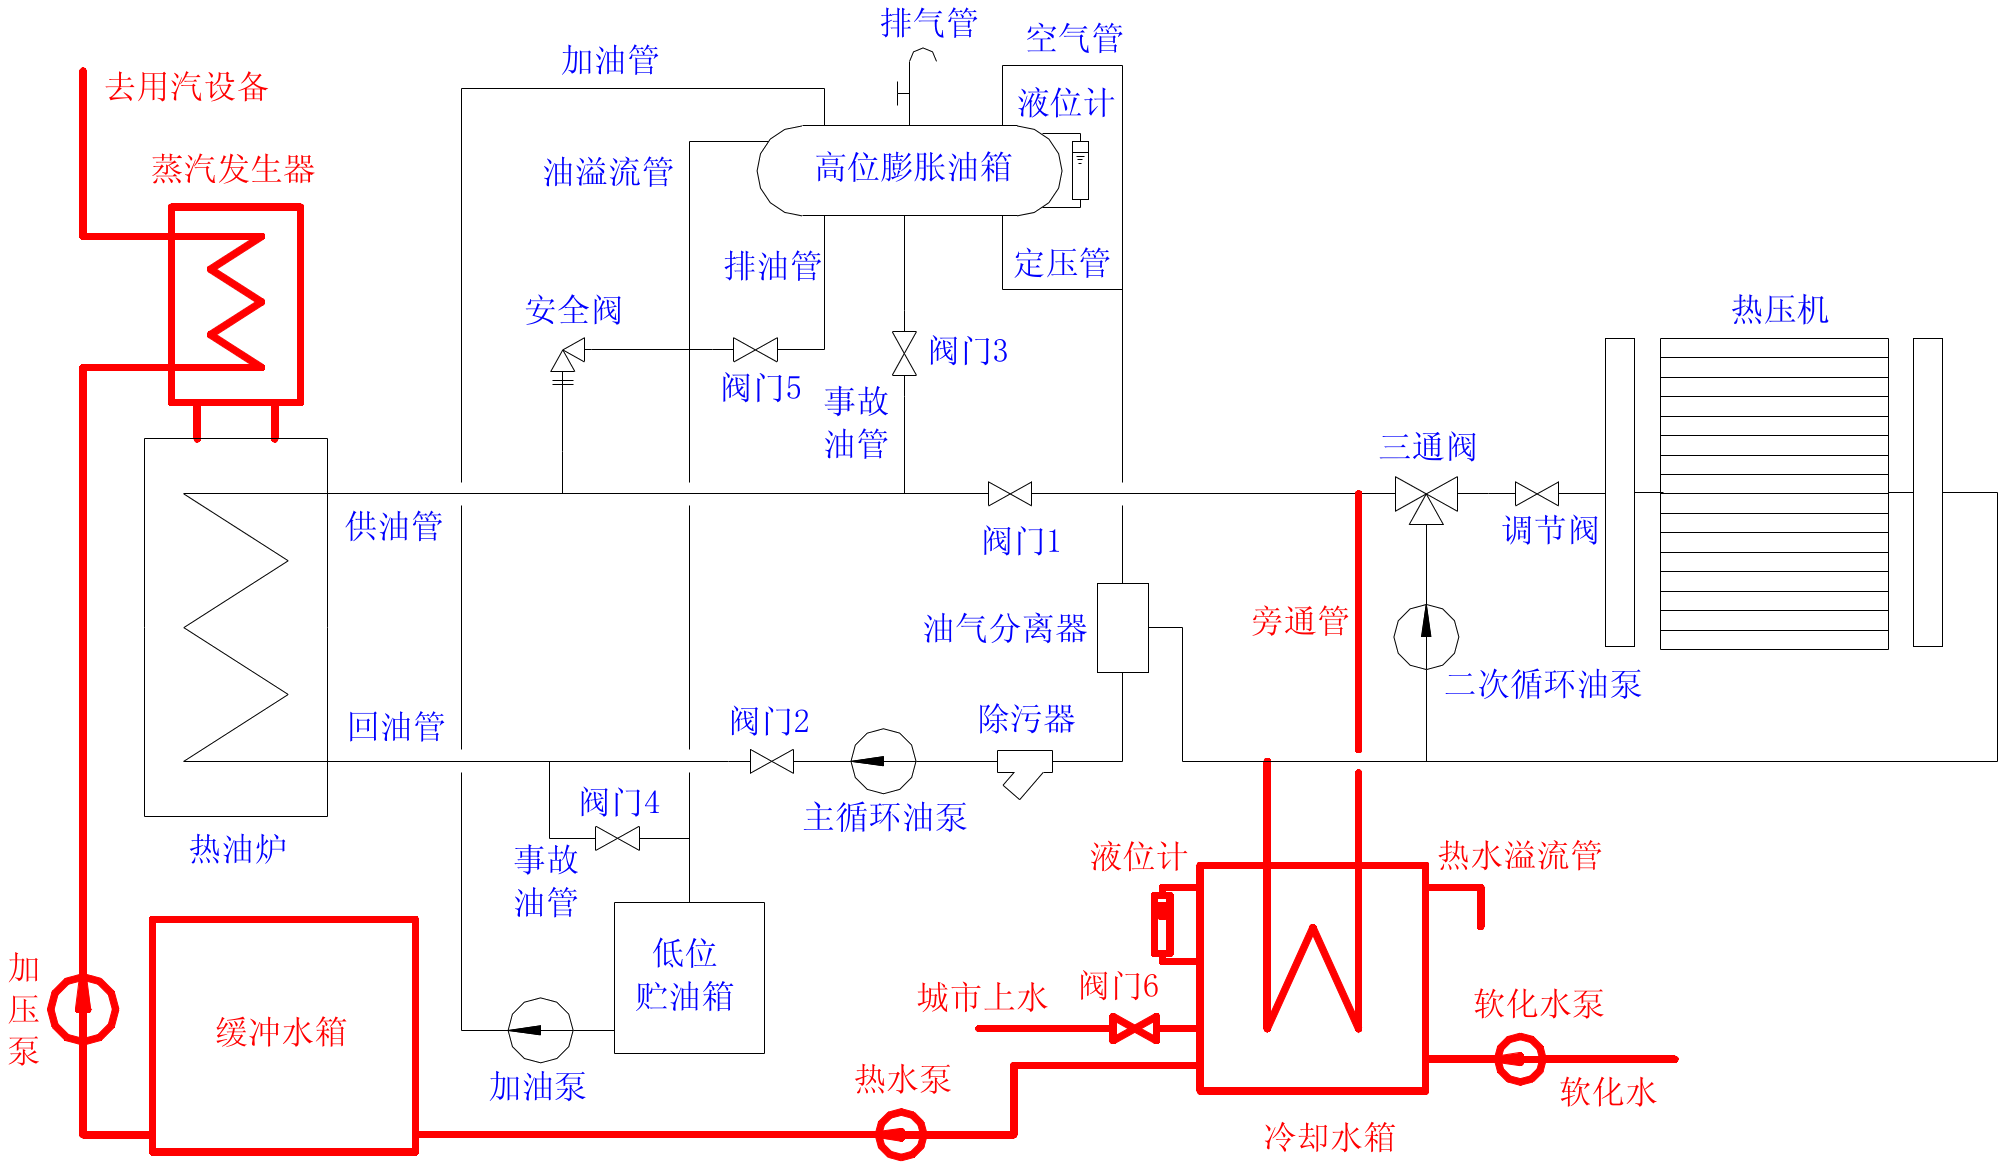 排气管
空气管
加油管
去用汽设备
液位计
蒸汽发生器
油溢流管
高位膨胀油箱
排油管
定压管
安全阀
热压机
阀门3
阀门5
事故
油管
三通阀
供油管
阀门1
调节阀
旁通管
油气分离器
二次循环油泵
回油管
阀门2
除污器
阀门4
主循环油泵
热油炉
事故
油管
液位计
热水溢流管
低位
贮油箱
加
压
泵
缓冲水箱
城市上水
阀门6
软化水泵
加油泵
热水泵
软化水
冷却水箱